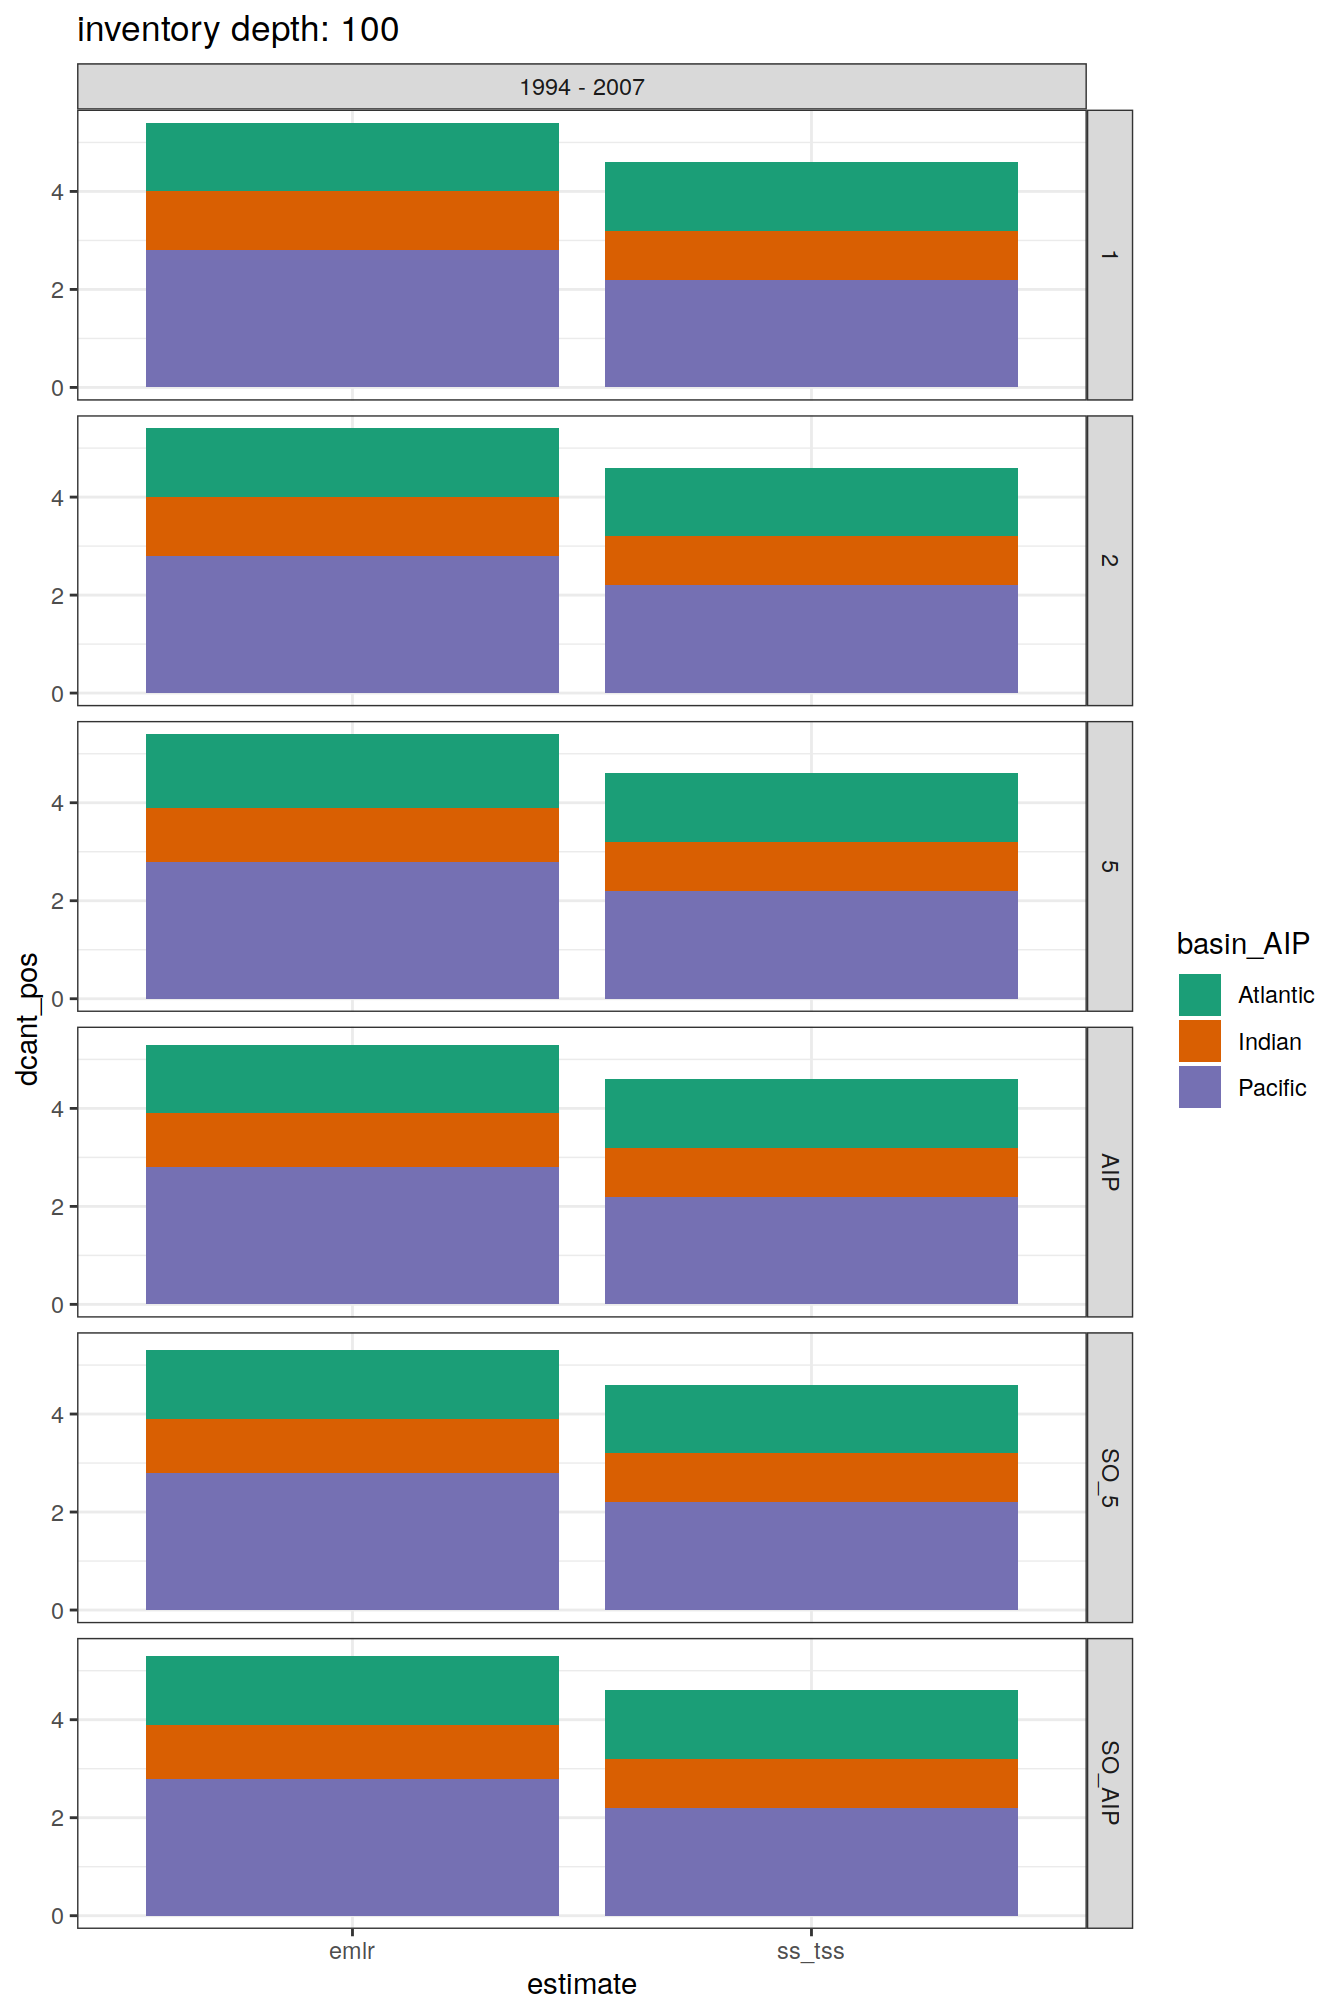 inventory depth: 100
1994 - 2007
4
2
0
1
4
2
0
2
4
2
0
5
4
2
0
AIP
4
2
0
SO_5
4
2
0
SO_AIP
dcant_pos
emlr
ss_tss
estimate
basin_AIP
Atlantic
Indian
Pacific